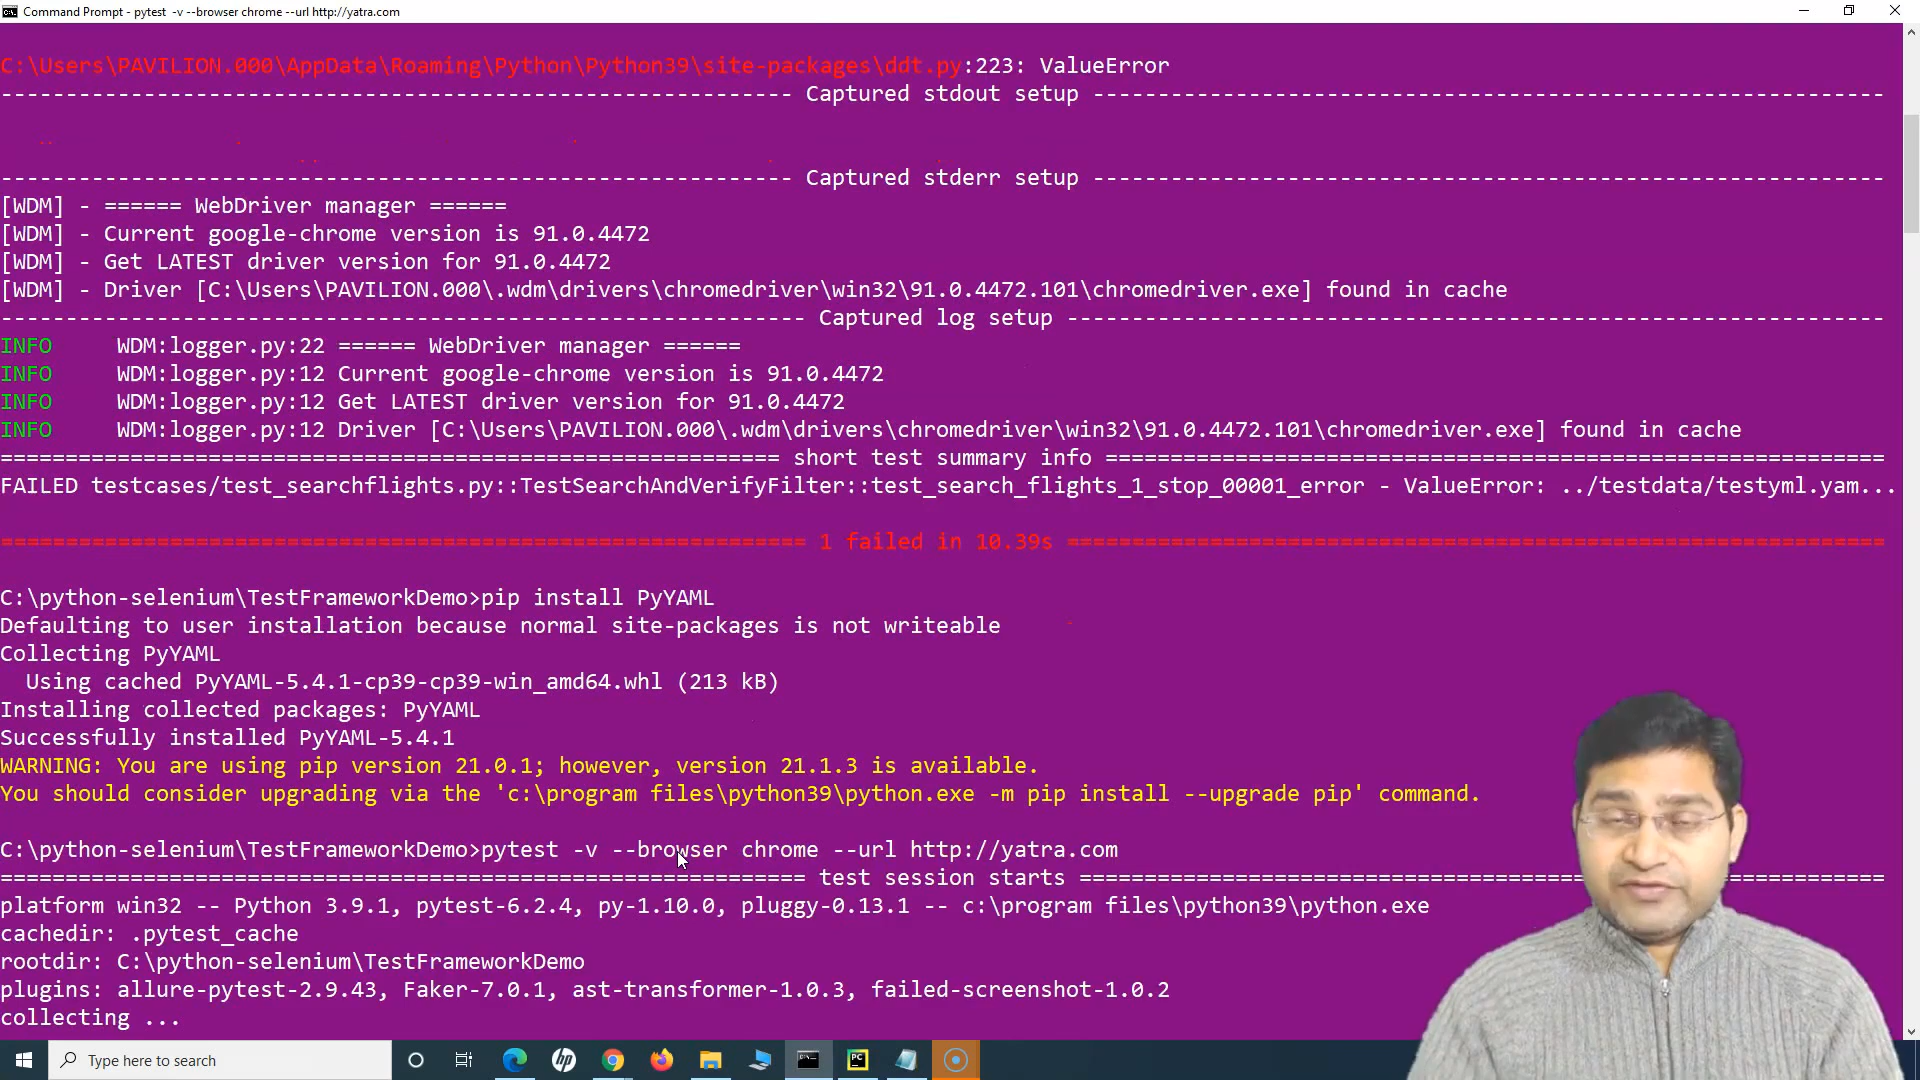 Command Prompt - pytest -v --browser chrome --url http://yatra.com
C:\Users\PAVILION.000\AppData\Roaming\Python\Python39\site-packages\ddt.py:223: ValueError
------------------------------------------------------------- Captured stdout setup -------------------------------------------------------------
------------------------------------------------------------- Captured stderr setup -------------------------------------------------------------
[WDM] - ====== WebDriver manager ======
[WDM] - Current google-chrome version is 91.0.4472
[WDM] - Get LATEST driver version for 91.0.4472
[WDM] - Driver [C:\Users\PAVILION.000\.wdm\drivers\chromedriver\win32\91.0.4472.101\chromedriver.exe] found in cache
-------------------------------------------------------------- Captured log setup ---------------------------------------------------------------
INFO     WDM:logger.py:22 ====== WebDriver manager ======
INFO     WDM:logger.py:12 Current google-chrome version is 91.0.4472
INFO     WDM:logger.py:12 Get LATEST driver version for 91.0.4472
INFO     WDM:logger.py:12 Driver [C:\Users\PAVILION.000\.wdm\drivers\chromedriver\win32\91.0.4472.101\chromedriver.exe] found in cache
============================================================ short test summary info ============================================================
FAILED testcases/test_searchflights.py::TestSearchAndVerifyFilter::test_search_flights_1_stop_00001_error - ValueError: ../testdata/testyml.yam...
============================================================== 1 failed in 10.39s ===============================================================
C:\python-selenium\TestFrameworkDemo>pip install PyYAML
Defaulting to user installation because normal site-packages is not writeable
Collecting PyYAML
  Using cached PyYAML-5.4.1-cp39-cp39-win_amd64.whl (213 kB)
Installing collected packages: PyYAML
Successfully installed PyYAML-5.4.1
WARNING: You are using pip version 21.0.1; however, version 21.1.3 is available.
You should consider upgrading via the 'c:\program files\python39\python.exe -m pip install --upgrade pip' command.
C:\python-selenium\TestFrameworkDemo>pytest -v --browser chrome --url http://yatra.com
============================================================== test session starts ==============================================================
platform win32 -- Python 3.9.1, pytest-6.2.4, py-1.10.0, pluggy-0.13.1 -- c:\program files\python39\python.exe
cachedir: .pytest_cache
rootdir: C:\python-selenium\TestFrameworkDemo
plugins: allure-pytest-2.9.43, Faker-7.0.1, ast-transformer-1.0.3, failed-screenshot-1.0.2
collecting ...
Type here to search
hp
PC